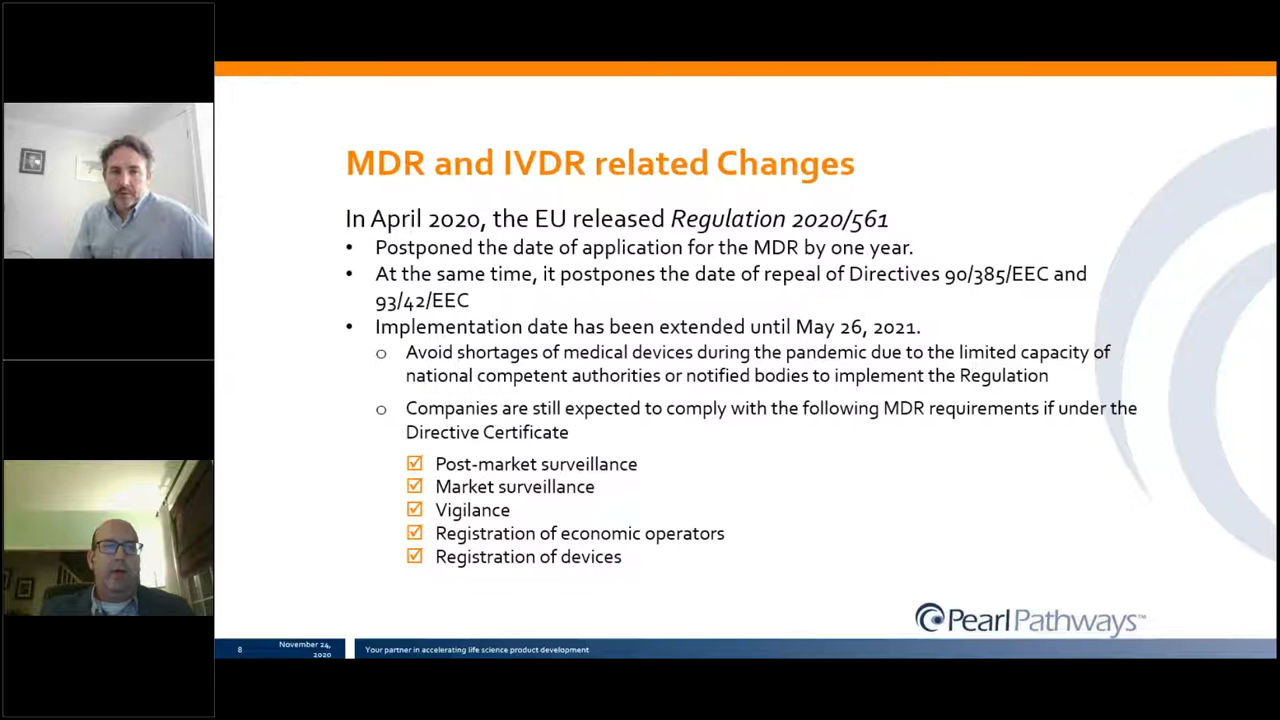 MDR and IVDR related Changes
In April 2020, the EU released Regulation 2020/561
• Postponed the date of application for the MDR by one year.
• At the same time, it postpones the date of repeal of Directives 90/385/EEC and
93/42/EEC
• Implementation date has been extended until May 26, 2021.
o Avoid shortages of medical devices during the pandemic due to the limited capacity of
national competent authorities or notified bodies to implement the Regulation
o Companies are still expected to comply with the following MDR requirements if under the
Directive Certificate
☑ Post-market surveillance
☑ Market surveillance
☑ Vigilance
☑ Registration of economic operators
☑ Registration of devices
PearlPathways™
8
November 24,
2020
Your partner in accelerating life science product development